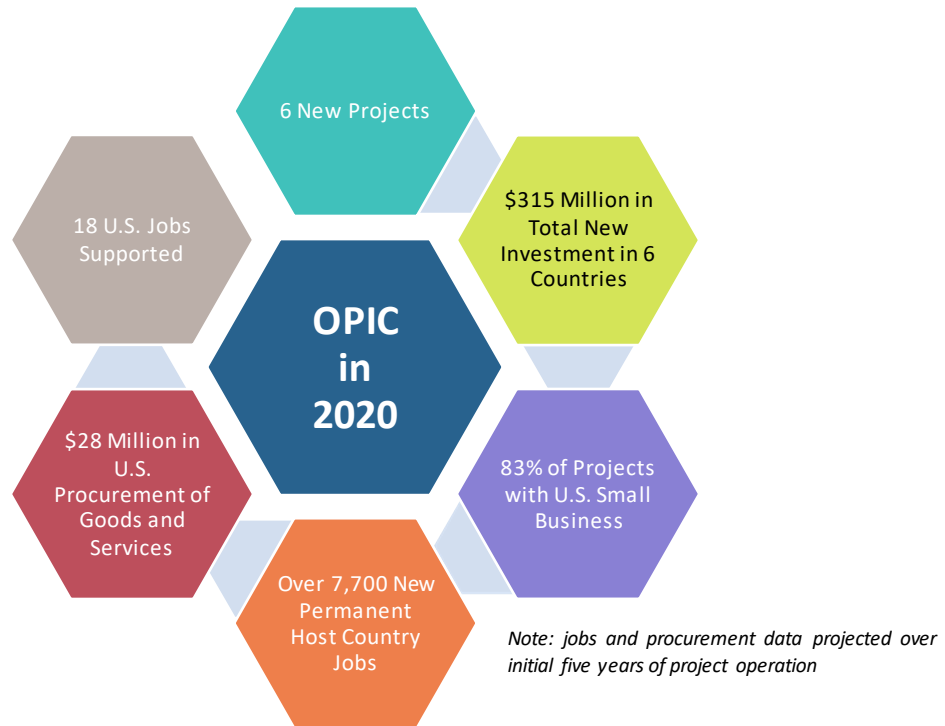 6 New Projects
$315 Million in
Total New
Investment in 6
Countries
18 U.S. Jobs
Supported
OPIC
in
2020
$28 Million in
U.S.
Procurement of
Goods and
Services
83% of Projects
with U.S. Small
Business
Over 7,700 New
Permanent
Host Country
Jobs
Note: jobs and procurement data projected over
initial five years of project operation